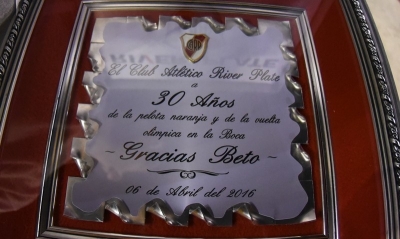 El Club Atlético River Plate
a
30 Años
de la pelota naranja y de la vuelta
olímpica en la Boca
- Gracias Beto -
06 de Abril del 2016